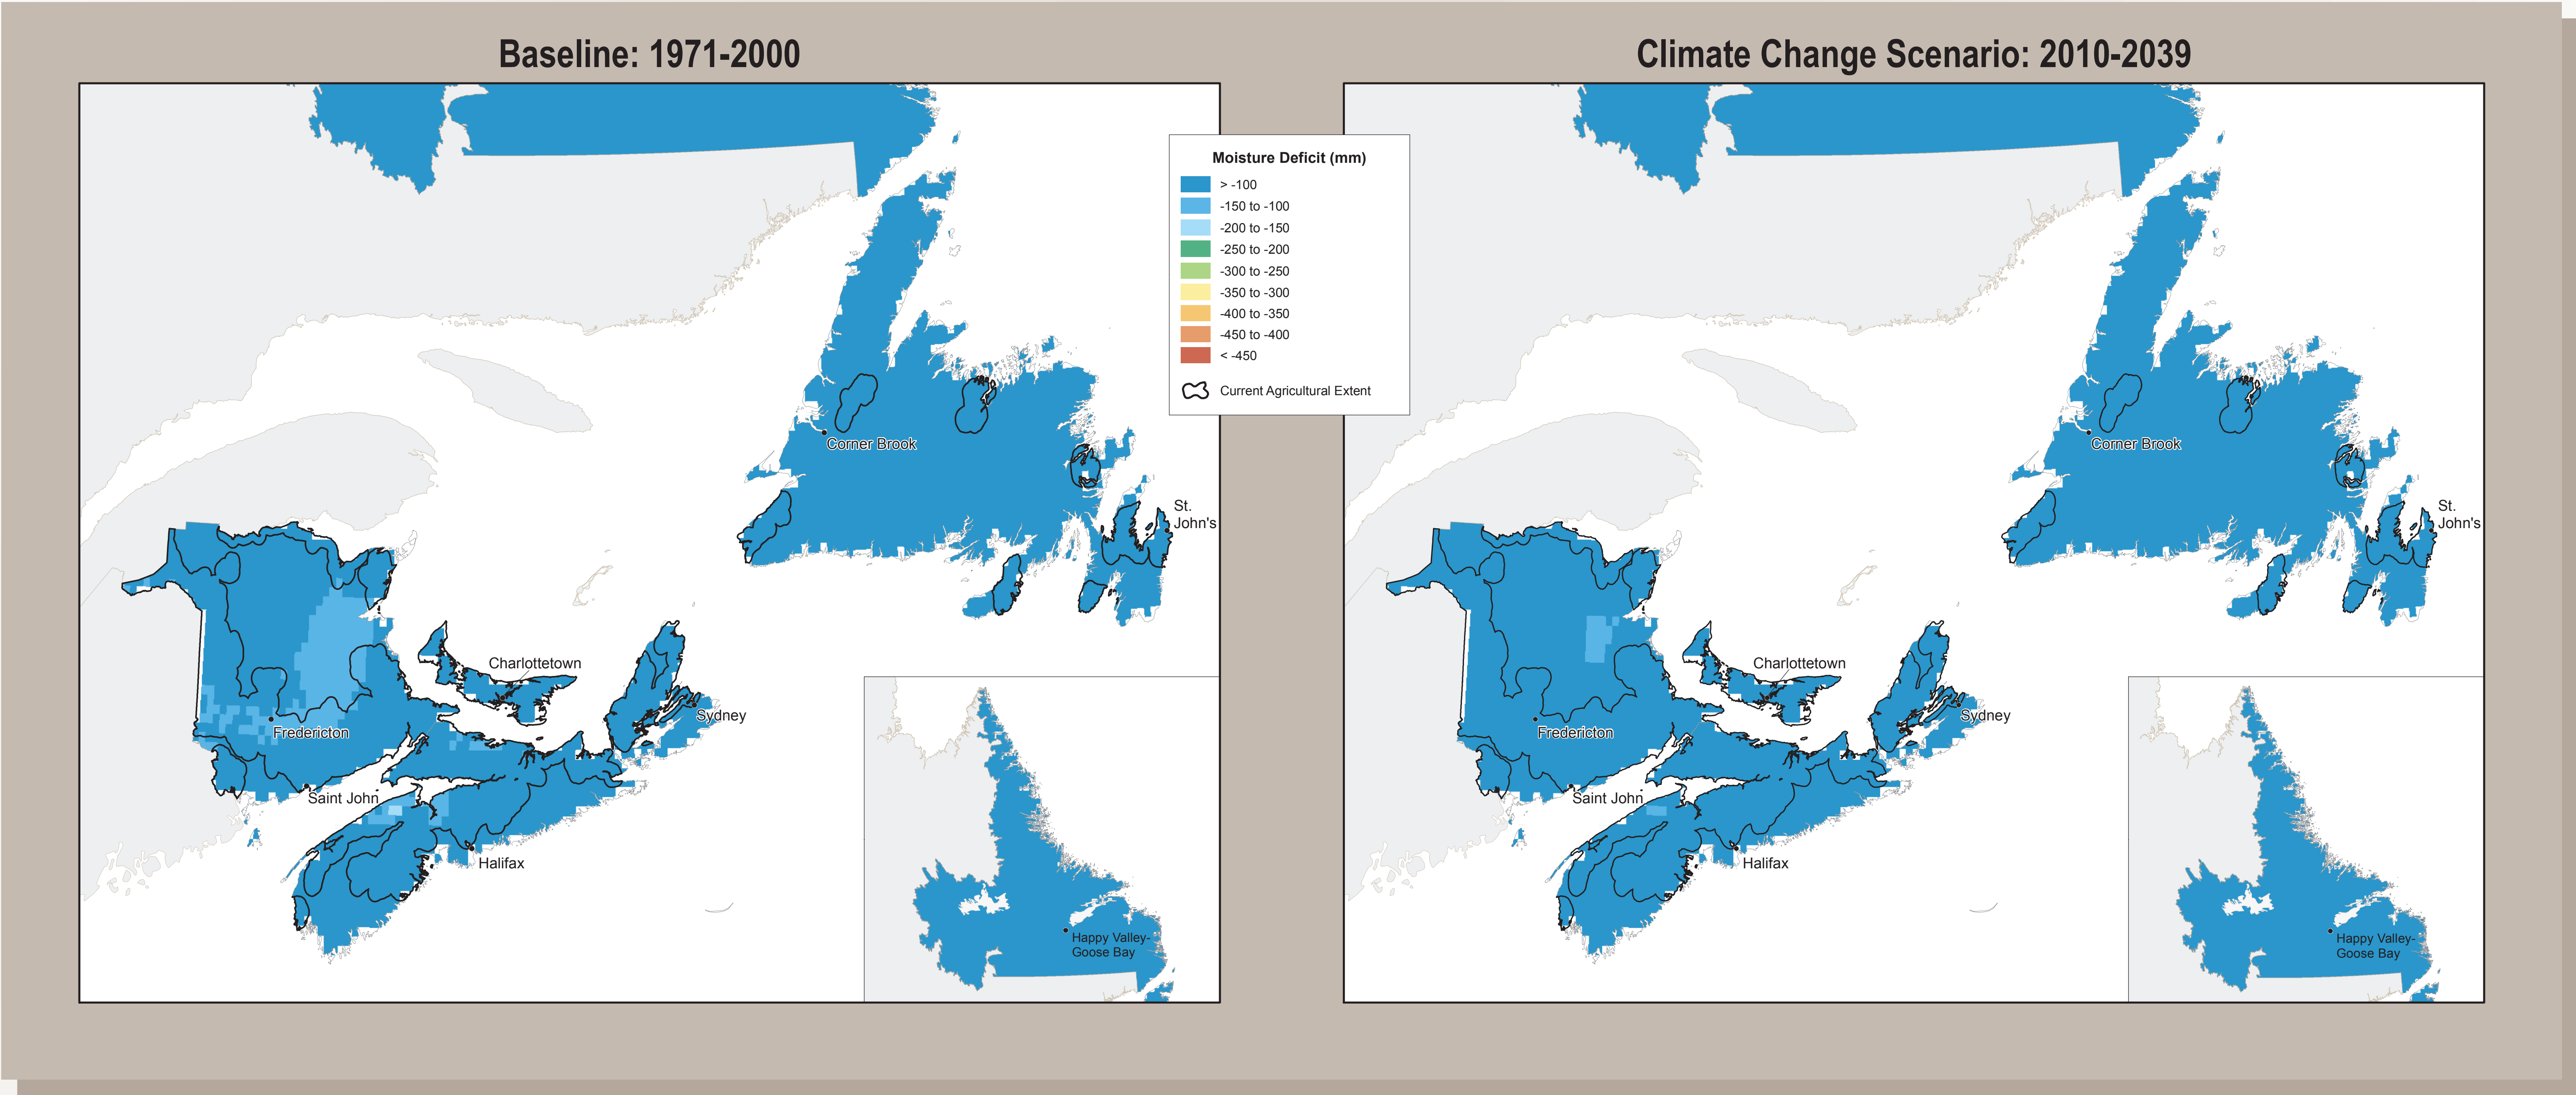 Baseline: 1971-2000
Climate Change Scenario: 2010-2039
Moisture Deficit (mm)
> -100
-150 to -100
-200 to -150
-250 to -200
-300 to -250
-350 to -300
-400 to -350
-450 to -400
< -450
Current Agricultural Extent
Corner Brook
St.
John's
Charlottetown
Sydney
Fredericton
Saint John
Halifax
Happy Valley-
Goose Bay
Corner Brook
St.
John's
Charlottetown
Sydney
Fredericton
Saint John
Halifax
Happy Valley-
Goose Bay